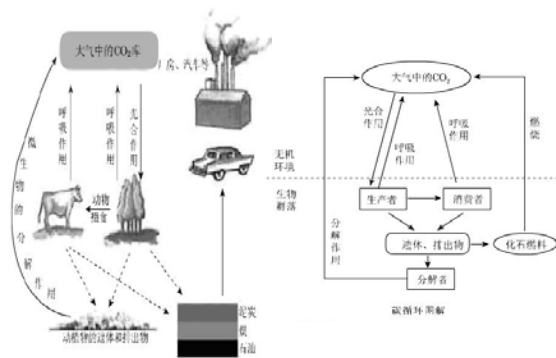 大气中的CO₂库
厂房、汽车等
呼吸作用
呼吸作用
光合作用
微生物的分解作用
动物摄食
动植物的遗体和排出物
泥炭
煤
石油
大气中的CO₂
光合
作用
呼吸
作用
呼吸
作用
燃烧
无机
环境
生物
群落
生产者
消费者
分解作用
遗体、排出物
化石燃料
分解者
碳循环图解